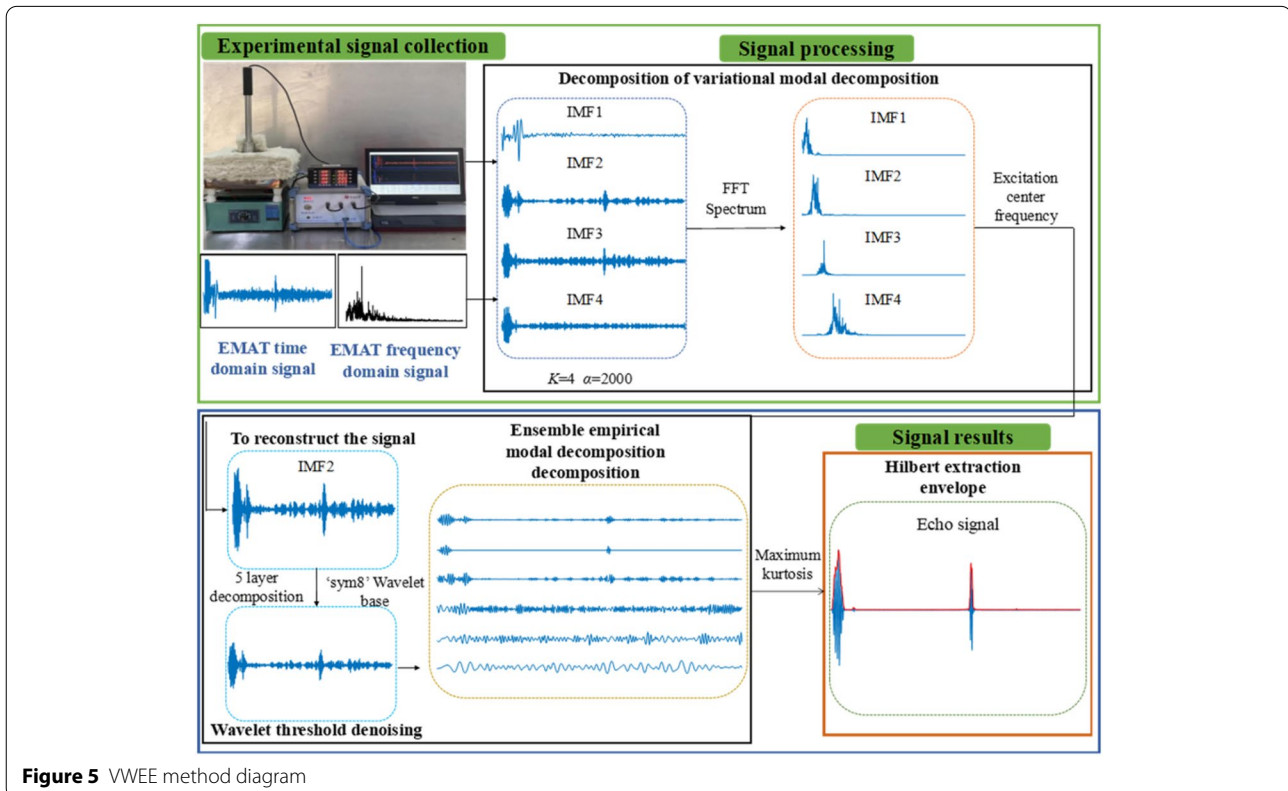 Experimental signal collection
Signal processing
Decomposition of variational modal decomposition
IMF1
IMF2
IMF3
IMF4
K=4 α=2000
FFT
Spectrum
IMF1
IMF2
IMF3
IMF4
Excitation
center
frequency
EMAT time
domain signal
EMAT frequency
domain signal
To reconstruct the signal
IMF2
5 layer
decomposition
‘sym8’ Wavelet
base
Wavelet threshold denoising
Ensemble empirical
modal decomposition
decomposition
Maximum
kurtosis
Signal results
Hilbert extraction
envelope
Echo signal
Figure 5 VWEE method diagram